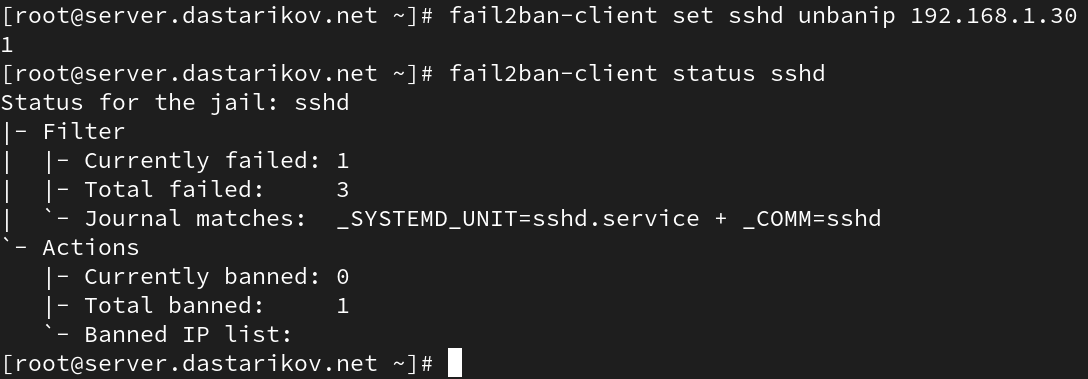 [root@server.dastarikov.net ~]# fail2ban-client set sshd unbanip 192.168.1.30
1
[root@server.dastarikov.net ~]# fail2ban-client status sshd
Status for the jail: sshd
|- Filter
|  |- Currently failed: 1
|  |- Total failed:     3
|  `- Journal matches:  _SYSTEMD_UNIT=sshd.service + _COMM=sshd
`- Actions
   |- Currently banned: 0
   |- Total banned:     1
   `- Banned IP list:
[root@server.dastarikov.net ~]#